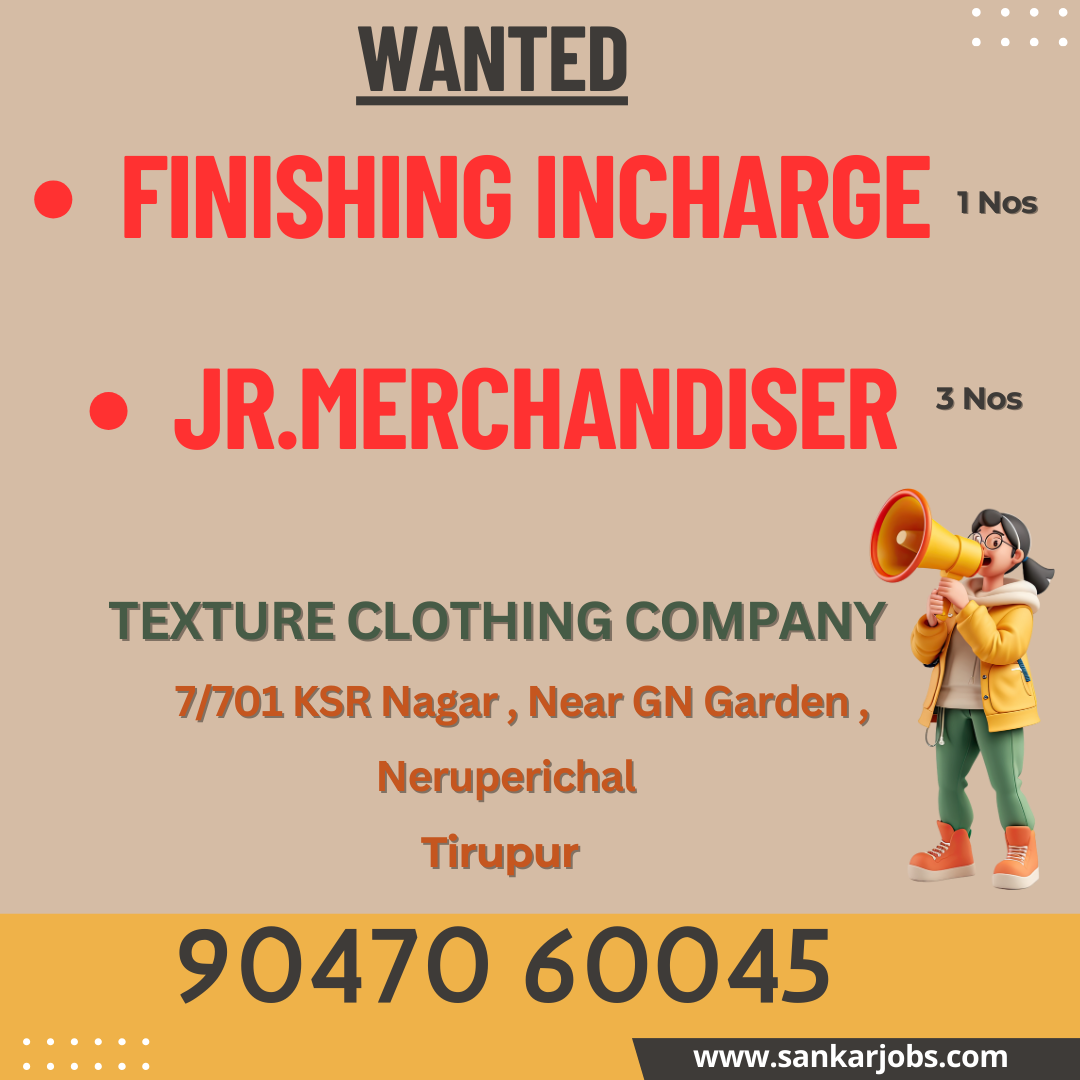 WANTED
• FINISHING INCHARGE 1 Nos
• JR.MERCHANDISER 3 Nos
TEXTURE CLOTHING COMPANY
7/701 KSR Nagar , Near GN Garden ,
Neruperichal
Tirupur
90470 60045
www.sankarjobs.com